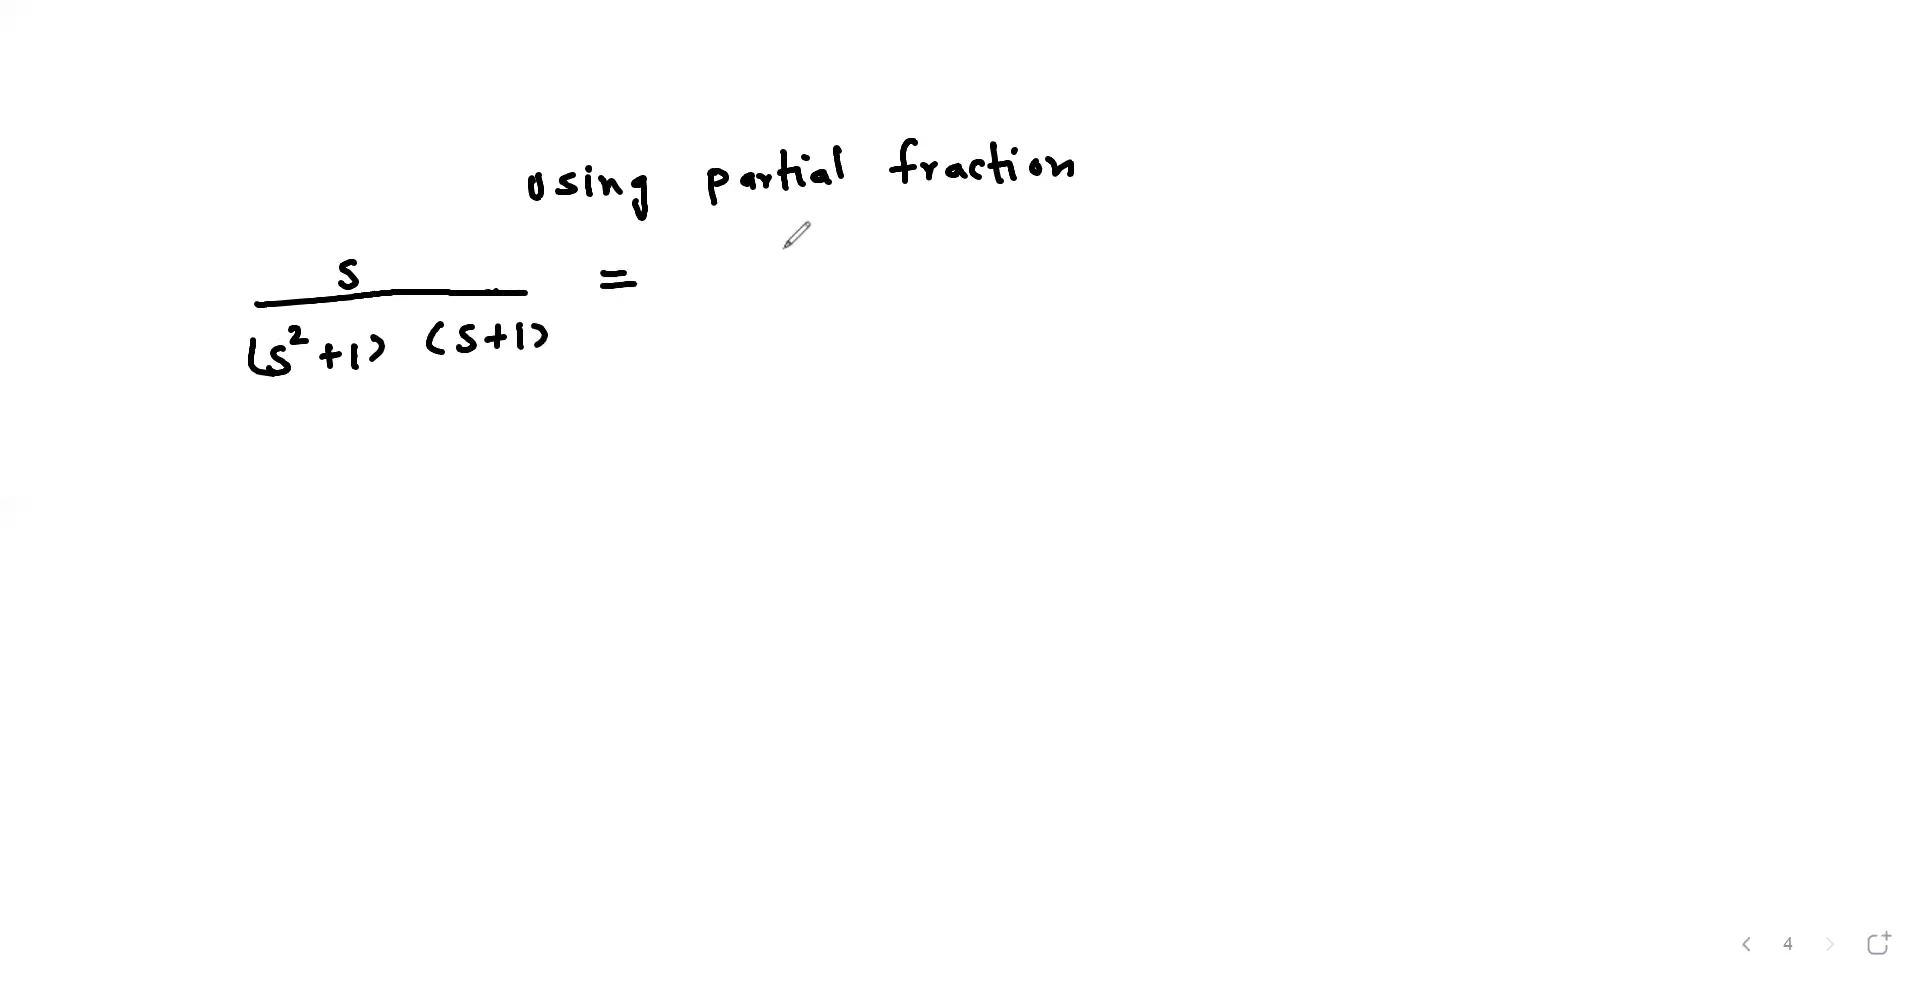 using partial fraction
s
=
(s²+1) (s+1)
4